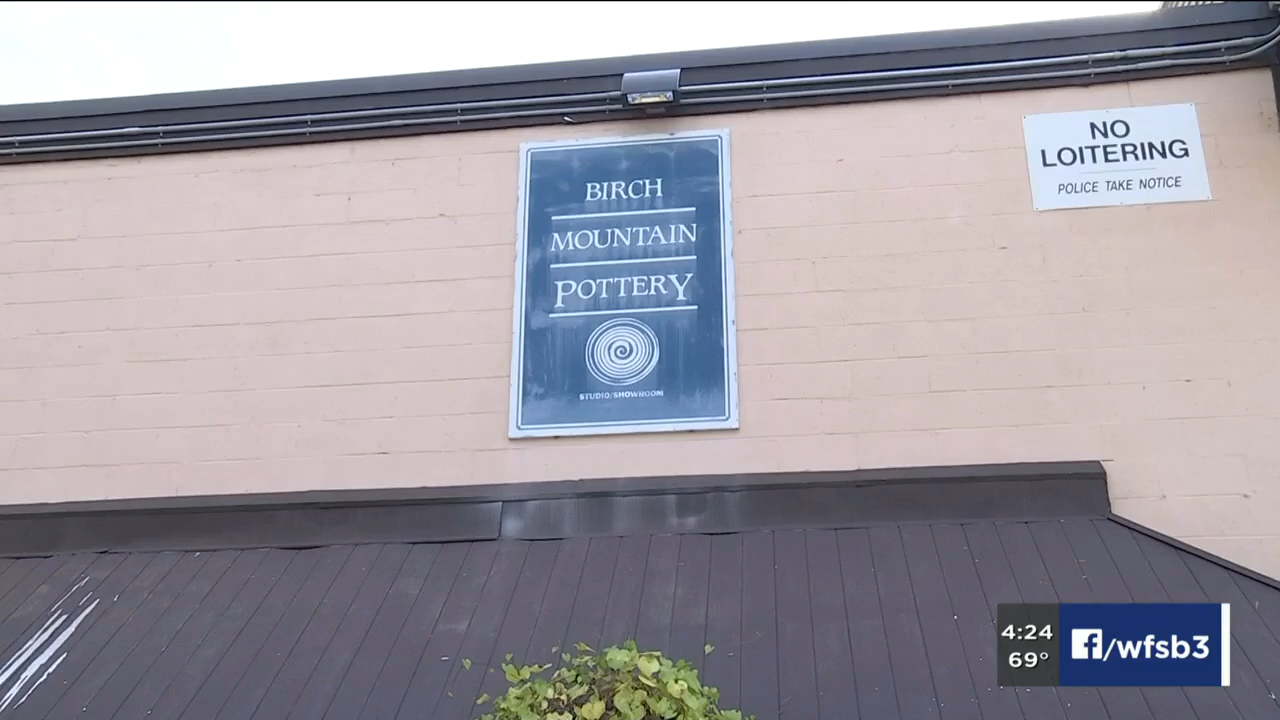 BIRCH
MOUNTAIN
POTTERY
STUDIO/SHOWROOM
NO
LOITERING
POLICE TAKE NOTICE
4:24
69°
f/wfsb3